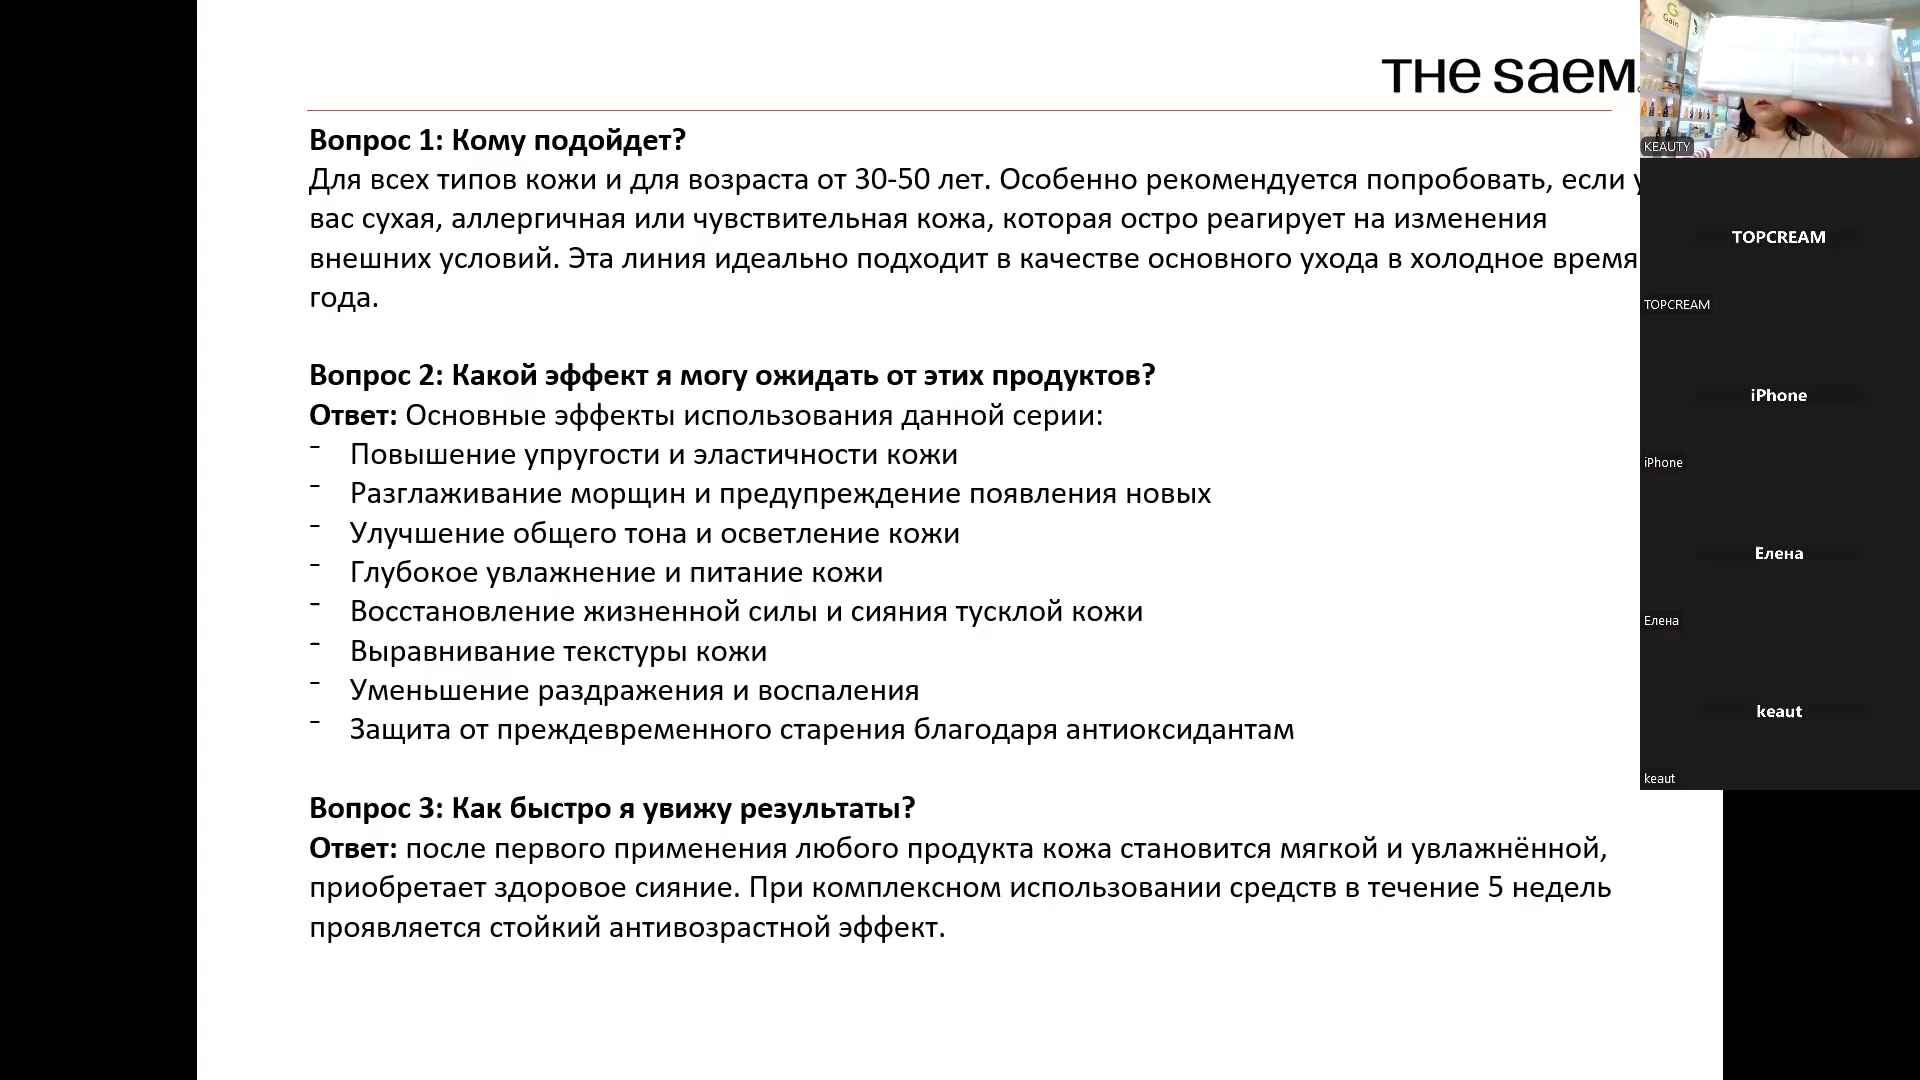 THE SAEM
Вопрос 1: Кому подойдет?
Для всех типов кожи и для возраста от 30-50 лет. Особенно рекомендуется попробовать, если у
вас сухая, аллергичная или чувствительная кожа, которая остро реагирует на изменения
внешних условий. Эта линия идеально подходит в качестве основного ухода в холодное время
года.
Вопрос 2: Какой эффект я могу ожидать от этих продуктов?
Ответ: Основные эффекты использования данной серии:
- Повышение упругости и эластичности кожи
- Разглаживание морщин и предупреждение появления новых
- Улучшение общего тона и осветление кожи
- Глубокое увлажнение и питание кожи
- Восстановление жизненной силы и сияния тусклой кожи
- Выравнивание текстуры кожи
- Уменьшение раздражения и воспаления
- Защита от преждевременного старения благодаря антиоксидантам
Вопрос 3: Как быстро я увижу результаты?
Ответ: после первого применения любого продукта кожа становится мягкой и увлажнённой,
приобретает здоровое сияние. При комплексном использовании средств в течение 5 недель
проявляется стойкий антивозрастной эффект.
Gain
KEAUTY
TOPCREAM
TOPCREAM
iPhone
iPhone
Елена
Елена
keaut
keaut